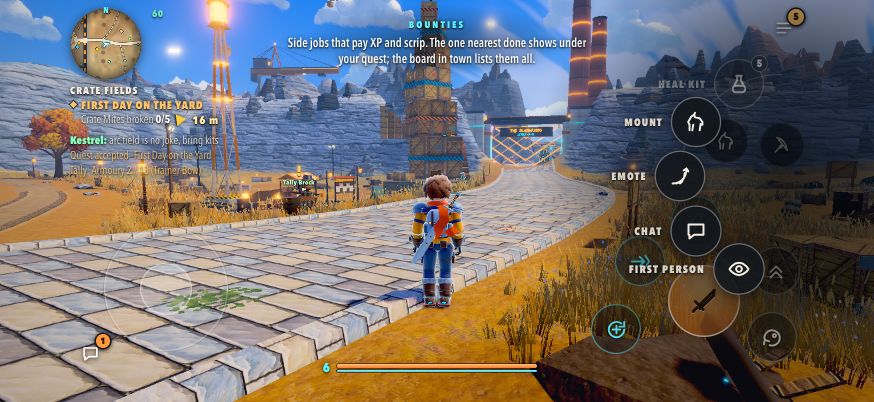 N
60
BOUNTIES
5
Side jobs that pay XP and scrip. The one nearest done shows under
your quest; the board in town lists them all.
CRATE FIELDS
FIRST DAY ON THE YARD
Crate Mites broken 0/5 16 m
Kestrel: arc field is no joke, bring kits
Quest accepted: First Day on the Yard
Tally: Armoury
(Trainer Bow)
Tally Brock
HEAL KIT
5
MOUNT
EMOTE
CHAT
FIRST PERSON
1
6